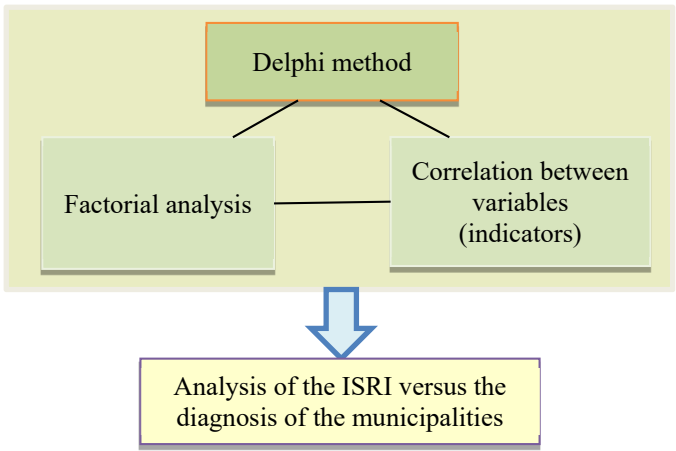 Delphi method
Factorial analysis
Correlation between
variables
(indicators)
Analysis of the ISRI versus the
diagnosis of the municipalities